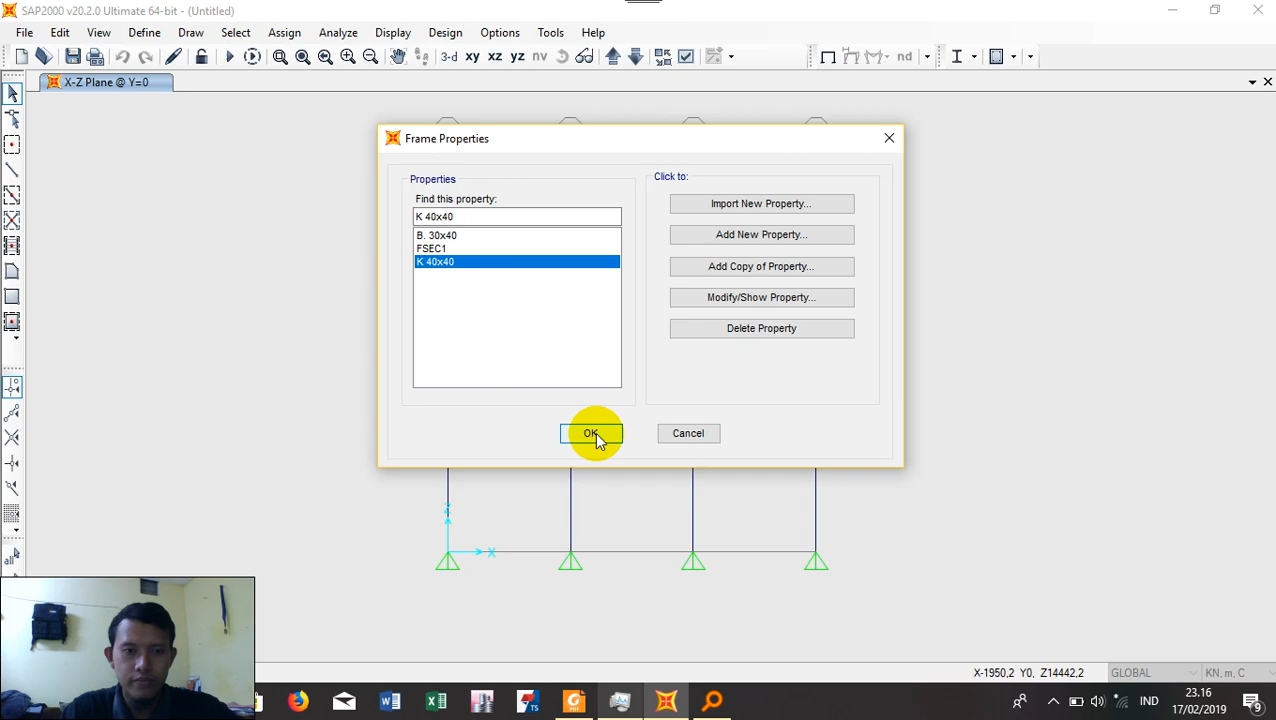 SAP2000 v20.2.0 Ultimate 64-bit - (Untitled)
File Edit View Define Draw Select Assign Analyze Display Design Options Tools Help
3-d xy xz yz nv nd
X-Z Plane @ Y=0
Frame Properties
Properties
Click to:
Find this property:
K 40x40
B. 30x40
FSEC1
K 40x40
Import New Property...
Add New Property...
Add Copy of Property...
Modify/Show Property...
Delete Property
OK
Cancel
Z
X
all
X-1950,2 Y0, Z14442,2
GLOBAL
KN, m, C
IND
23.16
17/02/2019
9